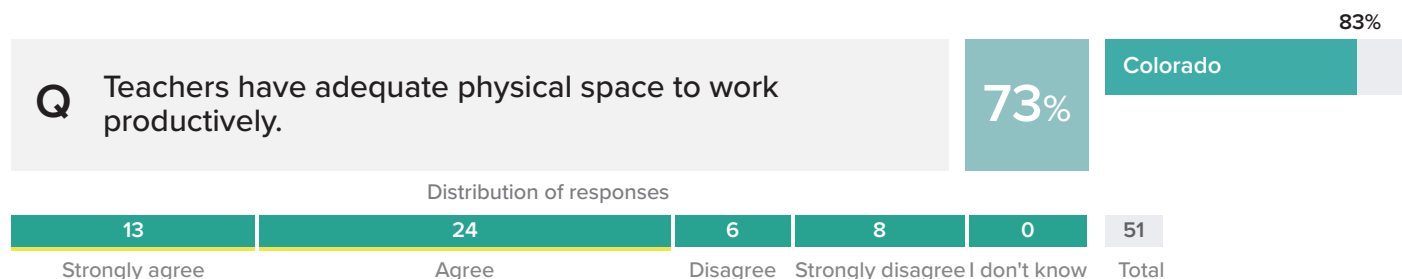 83%
Q Teachers have adequate physical space to work
productively.
73%
Colorado
Distribution of responses
13 24 6 8 0 51
Strongly agree Agree Disagree Strongly disagree I don't know Total